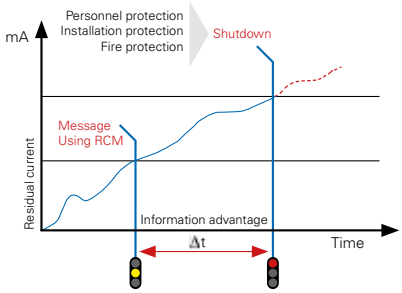 Personnel protection
Installation protection
Fire protection
Shutdown
mA
Message
Using RCM
Residual current
Information advantage
Δt
Time